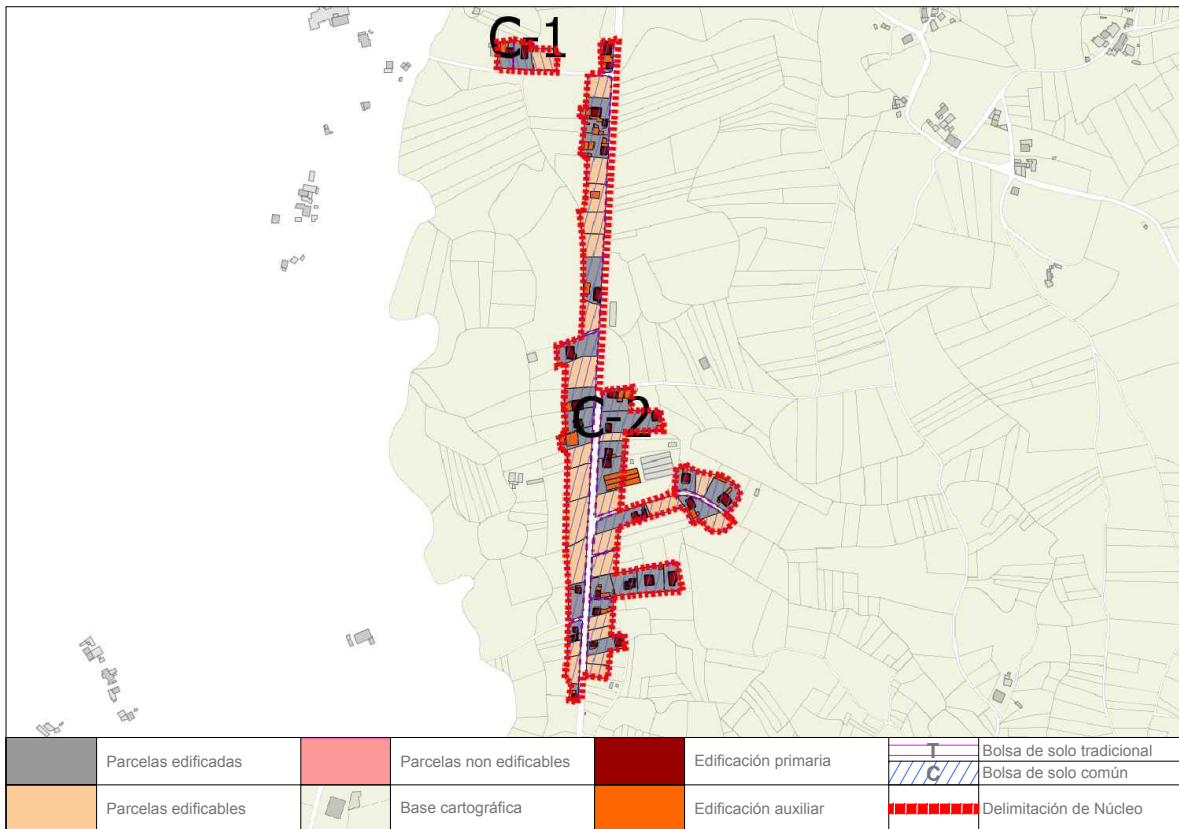 C-1
C-2
Parcelas edificadas
Parcelas non edificables
Edificación primaria
T
Bolsa de solo tradicional
C
Bolsa de solo común
Parcelas edificables
Base cartográfica
Edificación auxiliar
Delimitación de Núcleo